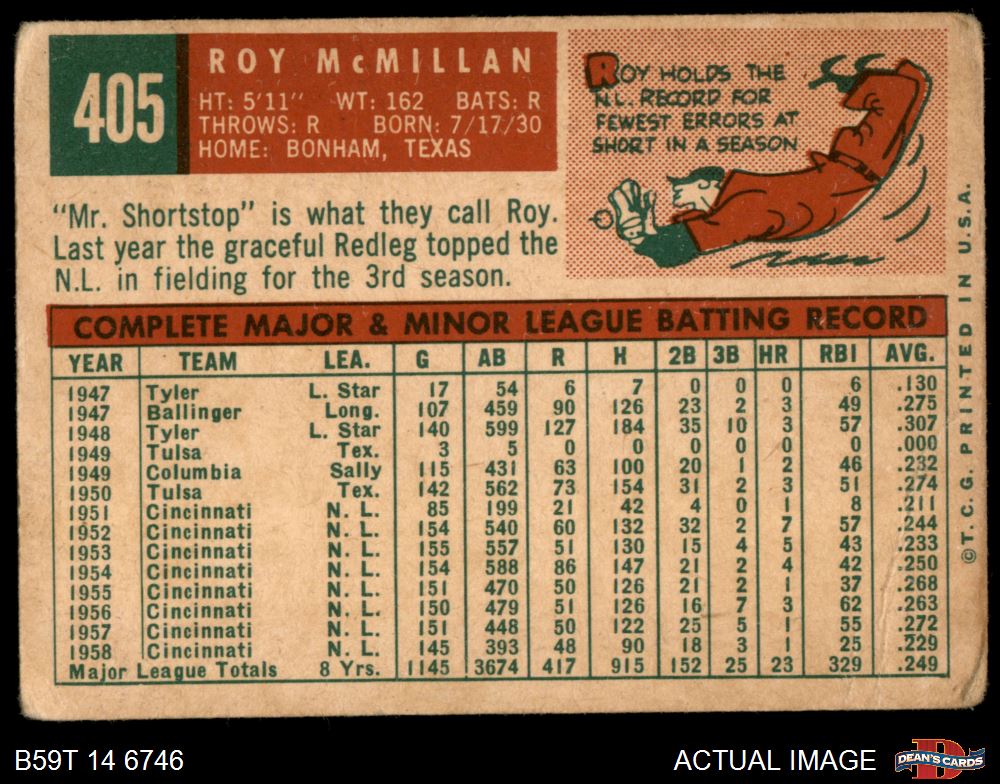 405
ROY McMILLAN
HT: 5'11" WT: 162 BATS: R
THROWS: R BORN: 7/17/30
HOME: BONHAM, TEXAS
ROY HOLDS THE
N.L. RECORD FOR
FEWEST ERRORS AT
SHORT IN A SEASON
"Mr. Shortstop" is what they call Roy.
Last year the graceful Redleg topped the
N.L. in fielding for the 3rd season.
COMPLETE MAJOR & MINOR LEAGUE BATTING RECORD
YEAR TEAM LEA. G AB R H 2B 3B HR RBI AVG.
1947 Tyler L. Star 17 54 6 7 0 0 0 6 .130
1947 Ballinger Long. 107 459 90 126 23 2 3 49 .275
1948 Tyler L. Star 140 599 127 184 35 10 3 57 .307
1949 Tulsa Tex. 3 5 0 0 0 0 0 0 .000
1949 Columbia Sally 115 431 63 100 20 1 2 46 .232
1950 Tulsa Tex. 142 562 73 154 31 2 3 51 .274
1951 Cincinnati N. L. 85 199 21 42 4 0 1 8 .211
1952 Cincinnati N. L. 154 540 60 132 32 2 7 57 .244
1953 Cincinnati N. L. 155 557 51 130 15 4 5 43 .233
1954 Cincinnati N. L. 154 588 86 147 21 2 4 42 .250
1955 Cincinnati N. L. 151 470 50 126 21 2 1 37 .268
1956 Cincinnati N. L. 150 479 51 126 16 7 3 62 .263
1957 Cincinnati N. L. 151 448 50 122 25 5 1 55 .272
1958 Cincinnati N. L. 145 393 48 90 18 3 1 25 .229
Major League Totals 8 Yrs. 1145 3674 417 915 152 25 23 329 .249
©T.C.G. PRINTED IN U.S.A.
B59T 14 6746
ACTUAL IMAGE
DEAN'S CARDS